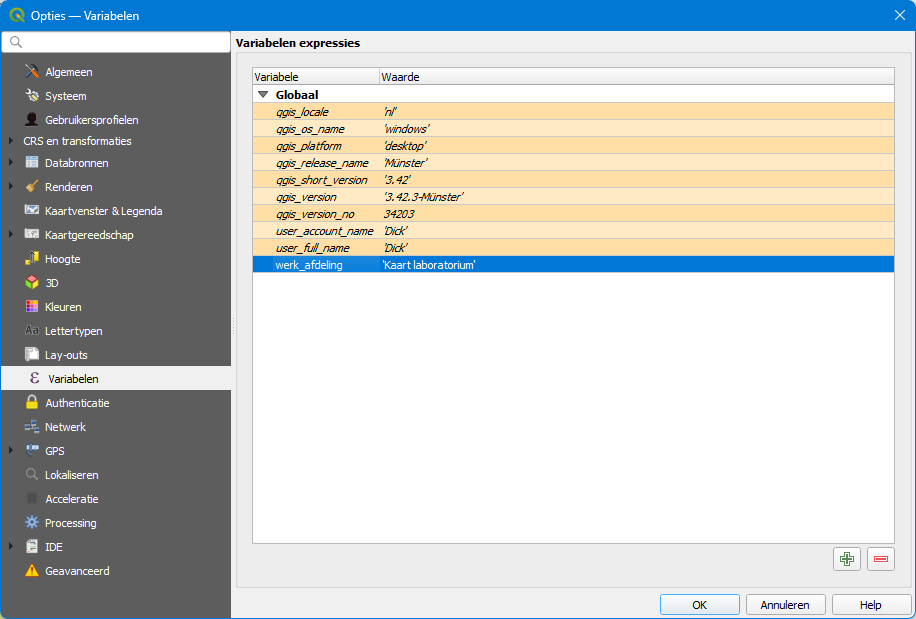 Opties — Variabelen
Variabelen expressies
Algemeen
Systeem
Gebruikersprofielen
CRS en transformaties
Databronnen
Renderen
Kaartvenster & Legenda
Kaartgereedschap
Hoogte
3D
Kleuren
Aa Lettertypen
Lay-outs
ε Variabelen
Authenticatie
Netwerk
GPS
Lokaliseren
Acceleratie
Processing
IDE
Geavanceerd
Variabele Waarde
Globaal
qgis_locale 'nl'
qgis_os_name 'windows'
qgis_platform 'desktop'
qgis_release_name 'Münster'
qgis_short_version '3.42'
qgis_version '3.42.3-Münster'
qgis_version_no 34203
user_account_name 'Dick'
user_full_name 'Dick'
werk_afdeling 'Kaart laboratorium'
OK Annuleren Help